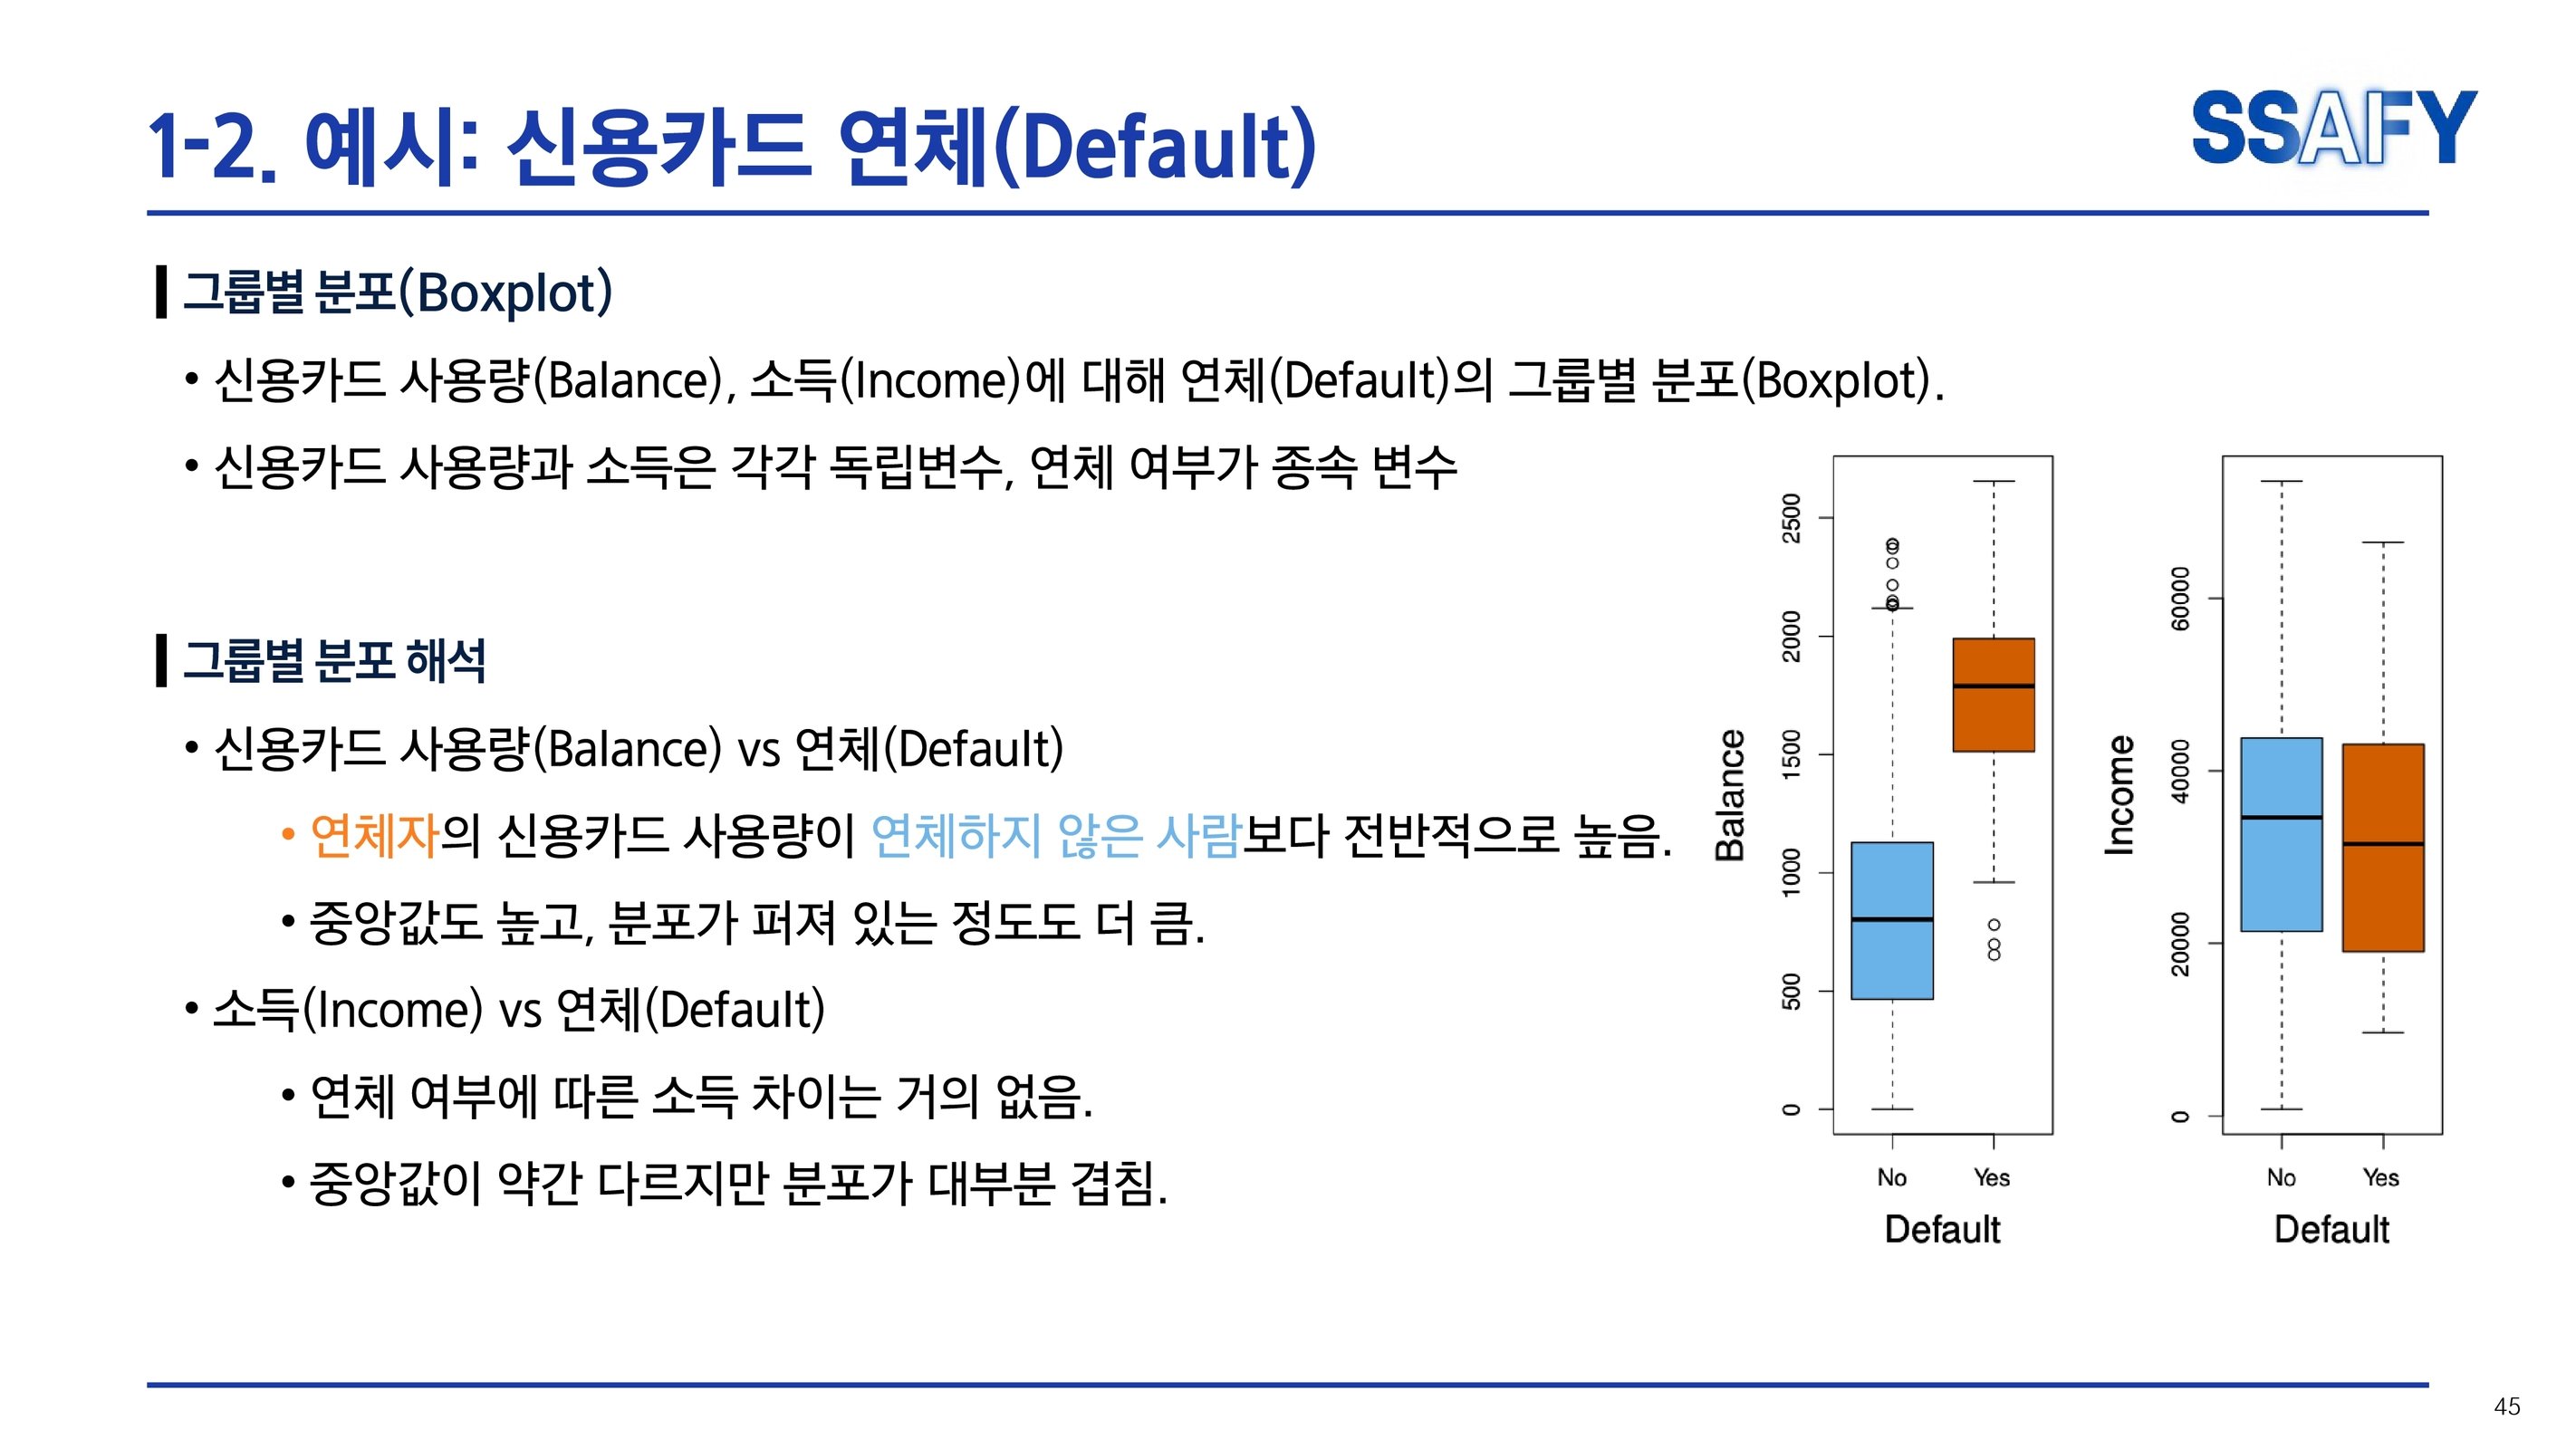 1-2. 예시: 신용카드 연체(Default)
SSAFY
그룹별 분포(Boxplot)
• 신용카드 사용량(Balance), 소득(Income)에 대해 연체(Default)의 그룹별 분포(Boxplot).
• 신용카드 사용량과 소득은 각각 독립변수, 연체 여부가 종속 변수
그룹별 분포 해석
• 신용카드 사용량(Balance) vs 연체(Default)
• 연체자의 신용카드 사용량이 연체하지 않은 사람보다 전반적으로 높음.
• 중앙값도 높고, 분포가 퍼져 있는 정도도 더 큼.
• 소득(Income) vs 연체(Default)
• 연체 여부에 따른 소득 차이는 거의 없음.
• 중앙값이 약간 다르지만 분포가 대부분 겹침.
Balance
2500
2000
1500
1000
500
0
No Yes
Default
Income
60000
40000
20000
0
No Yes
Default
45